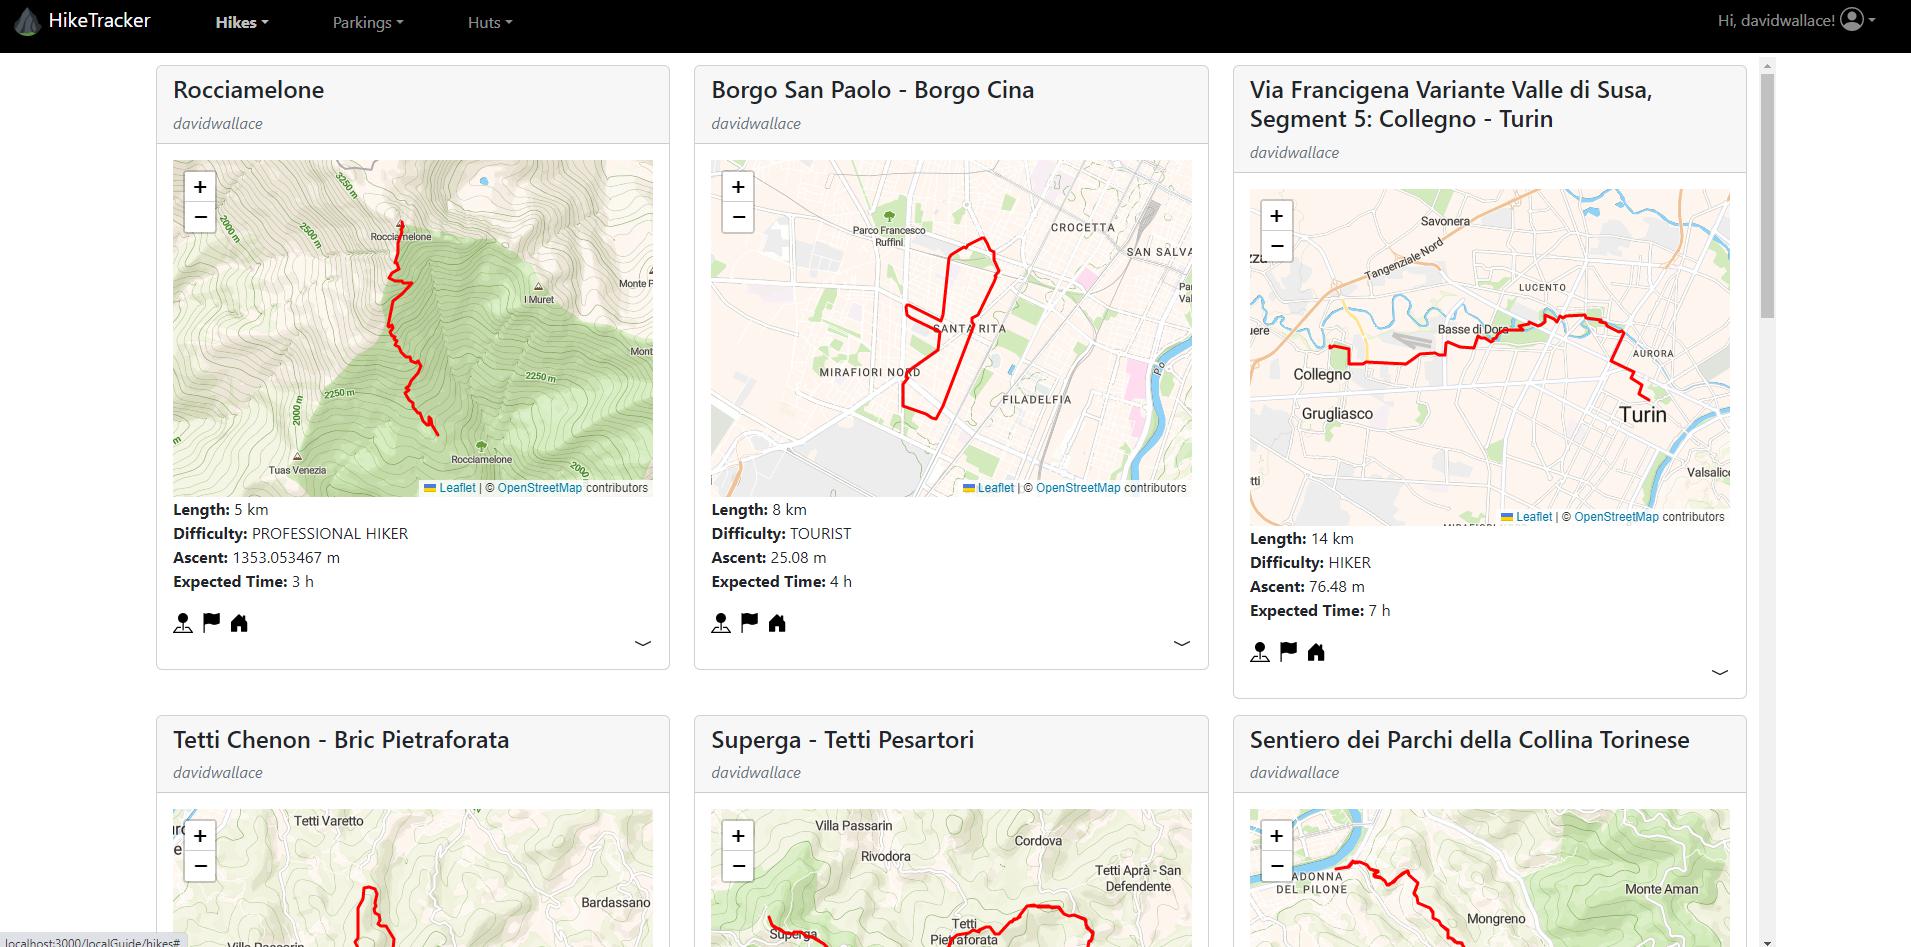 HikeTracker
Hikes
Parkings
Huts
Hi, davidwallace!
Rocciamelone
davidwallace
+
−
3250 m
2500 m
2000 m
Rocciamelone
Monte P
I Muret
Mont
2250 m
2250 m
2000 m
Rocciamelone
Tuas Venezia
2000
m
Leaflet | © OpenStreetMap contributors
Length: 5 km
Difficulty: PROFESSIONAL HIKER
Ascent: 1353.053467 m
Expected Time: 3 h
Borgo San Paolo - Borgo Cina
davidwallace
+
−
Parco Francesco
Ruffini
CROCETTA
SAN SALVA
Pa
Val
SANTA RITA
MIRAFIORI NORD
FILADELFIA
Po
Leaflet | © OpenStreetMap contributors
Length: 8 km
Difficulty: TOURIST
Ascent: 25.08 m
Expected Time: 4 h
Via Francigena Variante Valle di Susa,
Segment 5: Collegno - Turin
davidwallace
+
−
Savonera
Tangenziale Nord
LUCENTO
uere
Basse di Dora
AURORA
Collegno
Grugliasco
Turin
Valsalice
tti
Leaflet | © OpenStreetMap contributors
Length: 14 km
Difficulty: HIKER
Ascent: 76.48 m
Expected Time: 7 h
Tetti Chenon - Bric Pietraforata
davidwallace
+
−
Tetti Varetto
Bardassano
Villa Passarin
Superga - Tetti Pesartori
davidwallace
+
−
Villa Passarin
Rivodora
Cordova
Tetti Aprà - San
Defendente
Tetti
Pietraforata
Superga
Sentiero dei Parchi della Collina Torinese
davidwallace
+
−
ADONNA
DEL PILONE
Monte Aman
Mongreno
localhost:3000/localGuide/hikes#